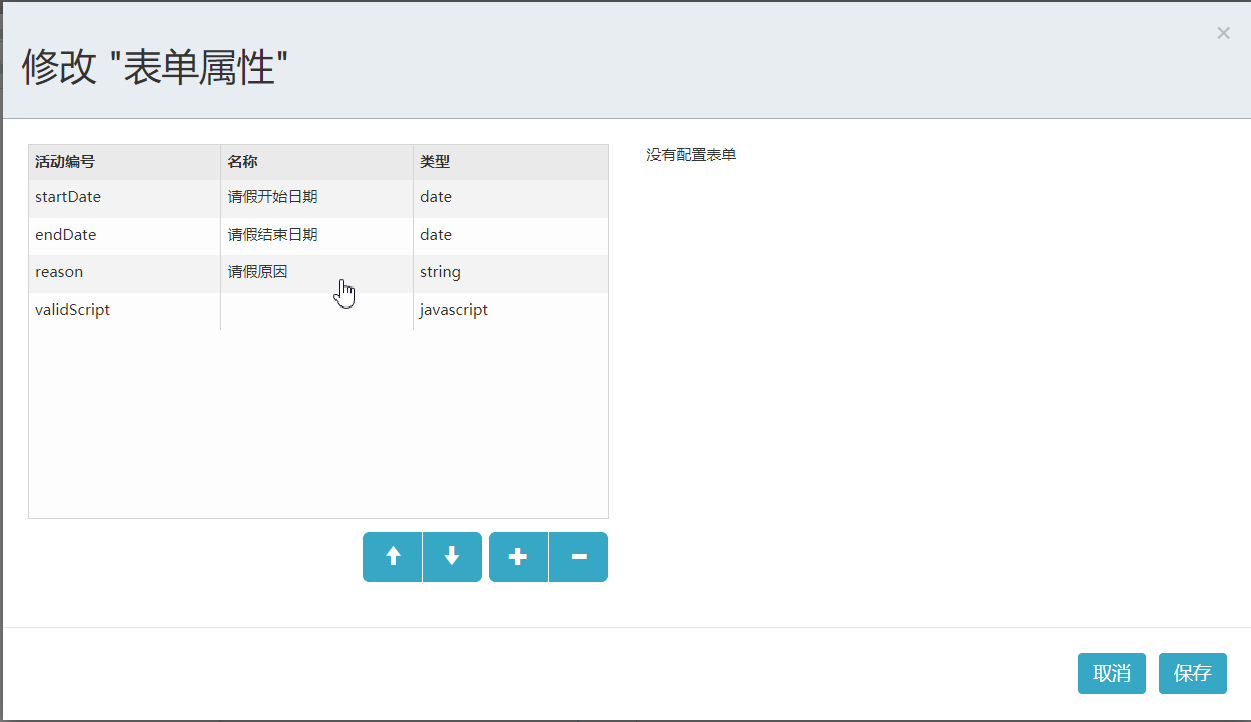 修改 "表单属性"
活动编号 名称 类型
startDate 请假开始日期 date
endDate 请假结束日期 date
reason 请假原因 string
validScript javascript
没有配置表单
取消 保存